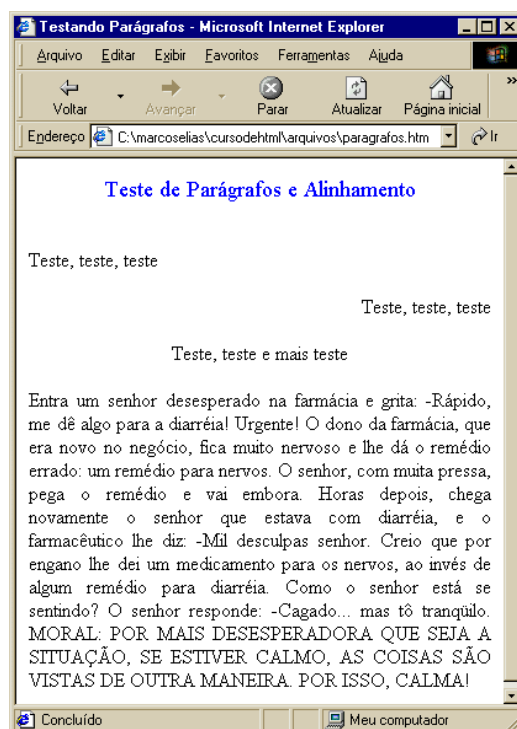 Testando Parágrafos - Microsoft Internet Explorer
Arquivo Editar Exibir Favoritos Ferramentas Ajuda
Voltar Avançar Parar Atualizar Página inicial »
Endereço C:\marcoselias\cursodehtml\arquivos\paragrafos.htm Ir
Teste de Parágrafos e Alinhamento
Teste, teste, teste
Teste, teste, teste
Teste, teste e mais teste
Entra um senhor desesperado na farmácia e grita: -Rápido,
me dê algo para a diarréia! Urgente! O dono da farmácia, que
era novo no negócio, fica muito nervoso e lhe dá o remédio
errado: um remédio para nervos. O senhor, com muita pressa,
pega o remédio e vai embora. Horas depois, chega
novamente o senhor que estava com diarréia, e o
farmacêutico lhe diz: -Mil desculpas senhor. Creio que por
engano lhe dei um medicamento para os nervos, ao invés de
algum remédio para diarréia. Como o senhor está se
sentindo? O senhor responde: -Cagado... mas tô tranqüilo.
MORAL: POR MAIS DESESPERADORA QUE SEJA A
SITUAÇÃO, SE ESTIVER CALMO, AS COISAS SÃO
VISTAS DE OUTRA MANEIRA. POR ISSO, CALMA!
Concluído Meu computador